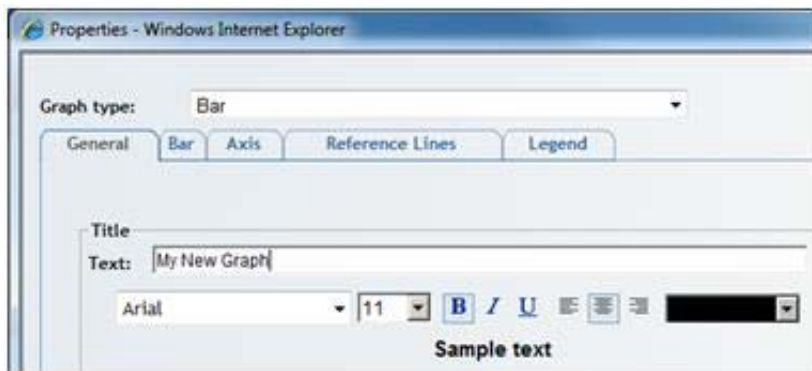 Properties - Windows Internet Explorer
Graph type: Bar
General Bar Axis Reference Lines Legend
Title
Text: My New Graph
Arial 11 B I U
Sample text